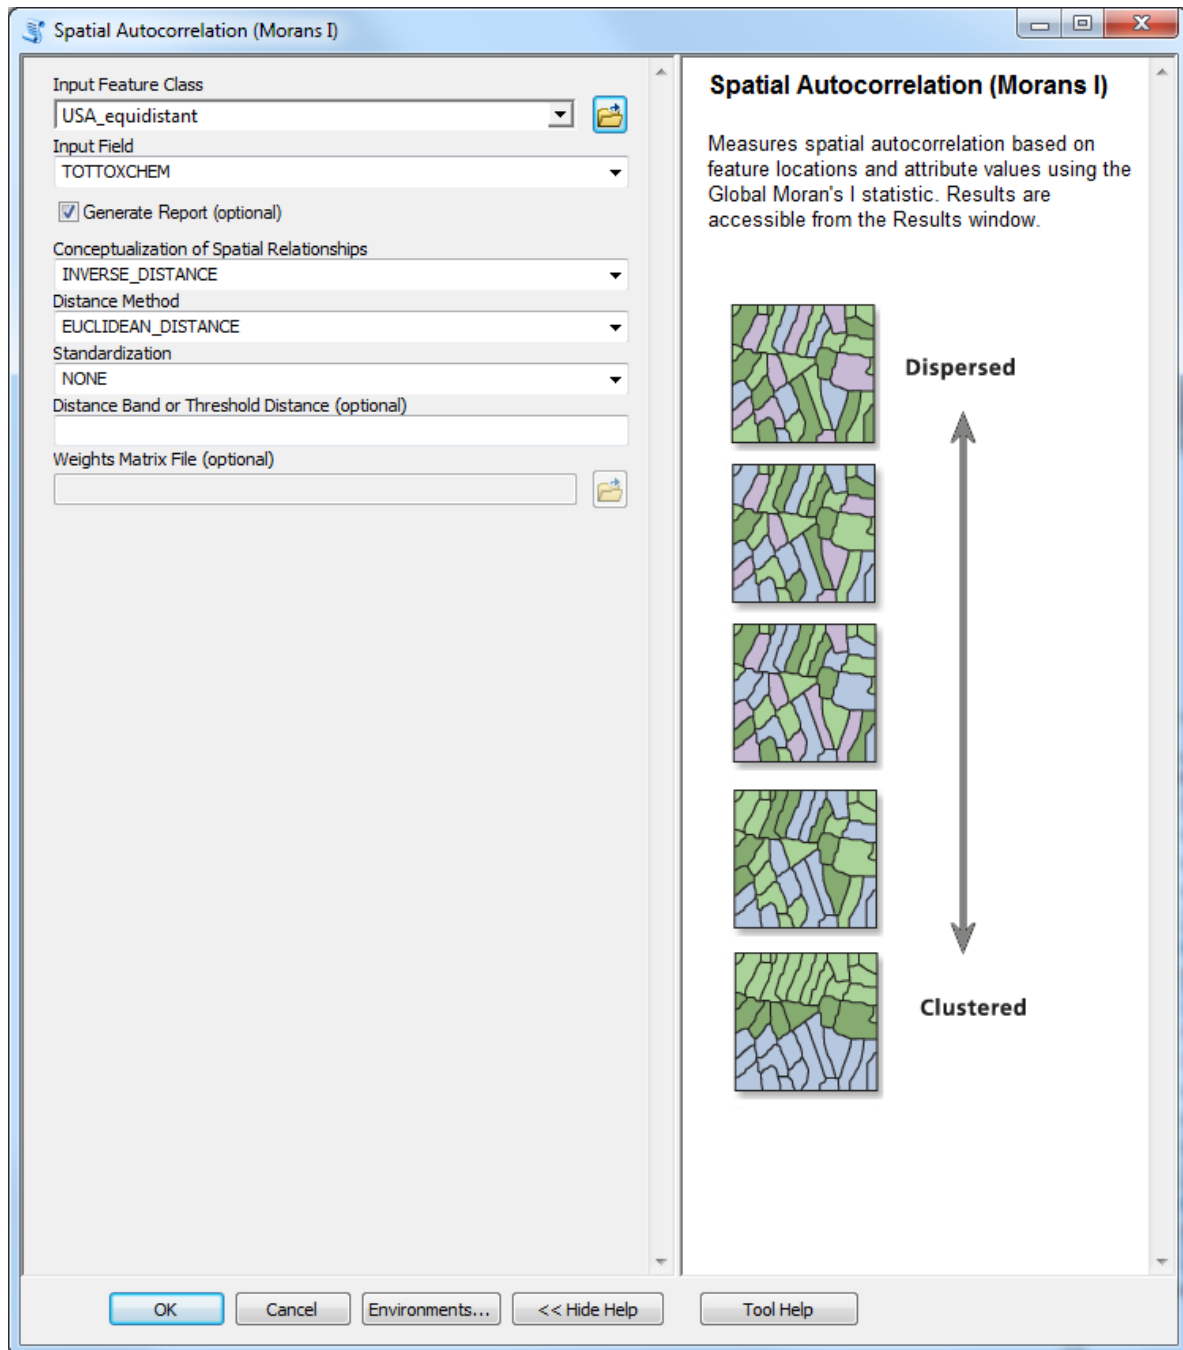 Spatial Autocorrelation (Morans I)
Input Feature Class
USA_equidistant
Input Field
TOTTOXCHEM
Generate Report (optional)
Conceptualization of Spatial Relationships
INVERSE_DISTANCE
Distance Method
EUCLIDEAN_DISTANCE
Standardization
NONE
Distance Band or Threshold Distance (optional)
Weights Matrix File (optional)
Spatial Autocorrelation (Morans I)
Measures spatial autocorrelation based on
feature locations and attribute values using the
Global Moran's I statistic. Results are
accessible from the Results window.
Dispersed
Clustered
OK
Cancel
Environments...
<< Hide Help
Tool Help